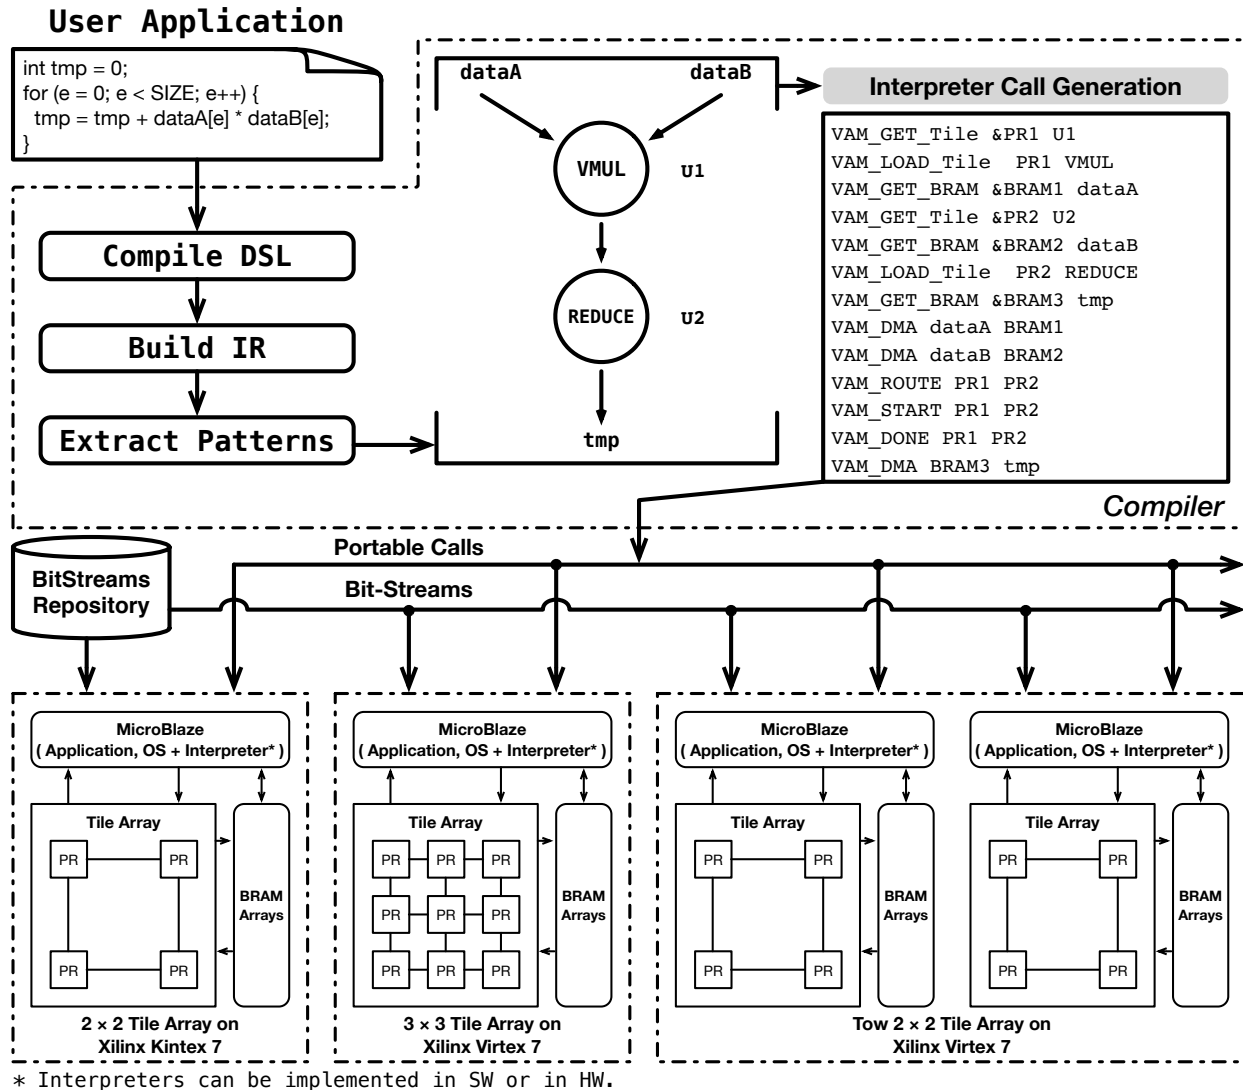 User Application
int tmp = 0;
for (e = 0; e < SIZE; e++) {
tmp = tmp + dataA[e] * dataB[e];
}
Compile DSL
Build IR
Extract Patterns
dataA
dataB
VMUL
U1
REDUCE
U2
tmp
Interpreter Call Generation
VAM_GET_Tile &PR1 U1
VAM_LOAD_Tile  PR1 VMUL
VAM_GET_BRAM &BRAM1 dataA
VAM_GET_Tile &PR2 U2
VAM_GET_BRAM &BRAM2 dataB
VAM_LOAD_Tile  PR2 REDUCE
VAM_GET_BRAM &BRAM3 tmp
VAM_DMA dataA BRAM1
VAM_DMA dataB BRAM2
VAM_ROUTE PR1 PR2
VAM_START PR1 PR2
VAM_DONE PR1 PR2
VAM_DMA BRAM3 tmp
Compiler
BitStreams
Repository
Portable Calls
Bit-Streams
MicroBlaze
( Application, OS + Interpreter* )
Tile Array
PR
PR
PR
PR
BRAM
Arrays
2 × 2 Tile Array on
Xilinx Kintex 7
MicroBlaze
( Application, OS + Interpreter* )
Tile Array
PR
PR
PR
PR
PR
PR
PR
PR
PR
BRAM
Arrays
3 × 3 Tile Array on
Xilinx Virtex 7
MicroBlaze
( Application, OS + Interpreter* )
Tile Array
PR
PR
PR
PR
BRAM
Arrays
MicroBlaze
( Application, OS + Interpreter* )
Tile Array
PR
PR
PR
PR
BRAM
Arrays
Tow 2 × 2 Tile Array on
Xilinx Virtex 7
* Interpreters can be implemented in SW or in HW.